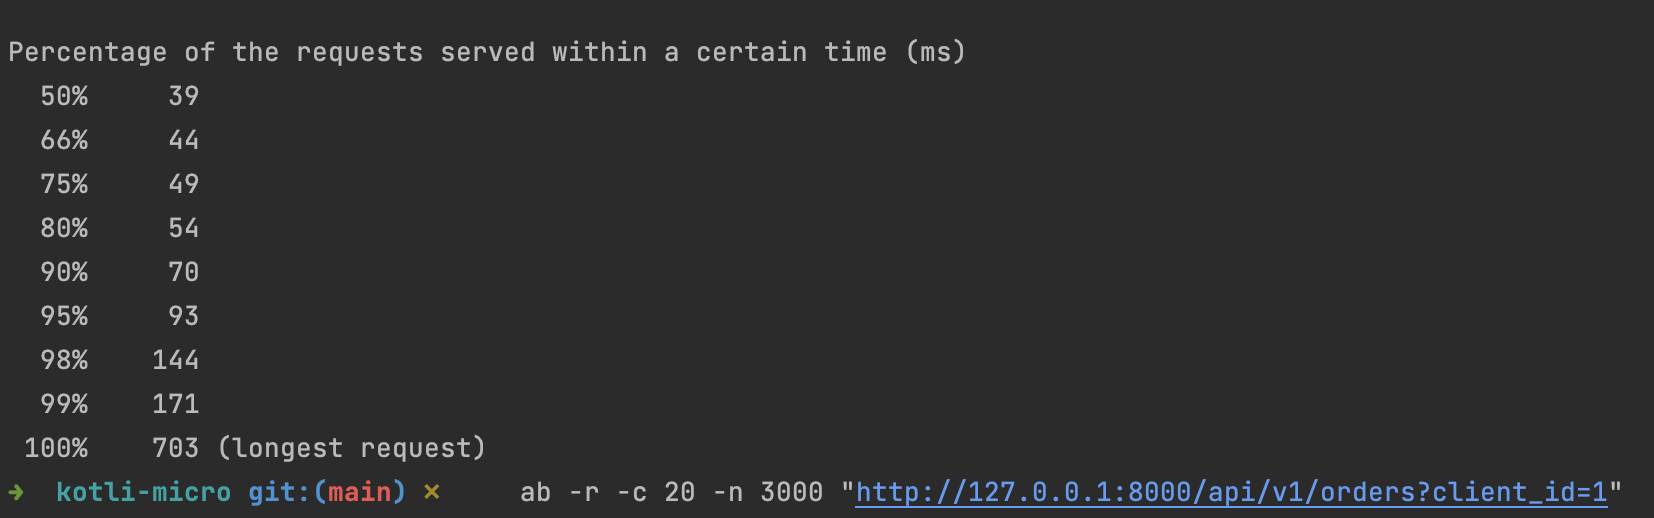 Percentage of the requests served within a certain time (ms)
50% 39
66% 44
75% 49
80% 54
90% 70
95% 93
98% 144
99% 171
100% 703 (longest request)
➜ kotli-micro git:(main) ✗ ab -r -c 20 -n 3000 "http://127.0.0.1:8000/api/v1/orders?client_id=1"